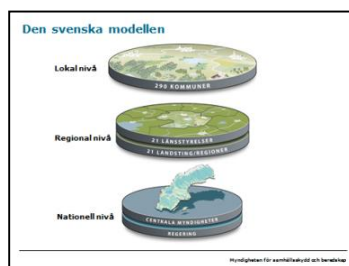 Den svenska modellen
Lokal nivå
290 KOMMUNER
Regional nivå
21 LÄNSSTYRELSER
21 LANDSTING/REGIONER
Nationell nivå
CENTRALA MYNDIGHETER
REGERING
Myndigheten för samhällsskydd och beredskap